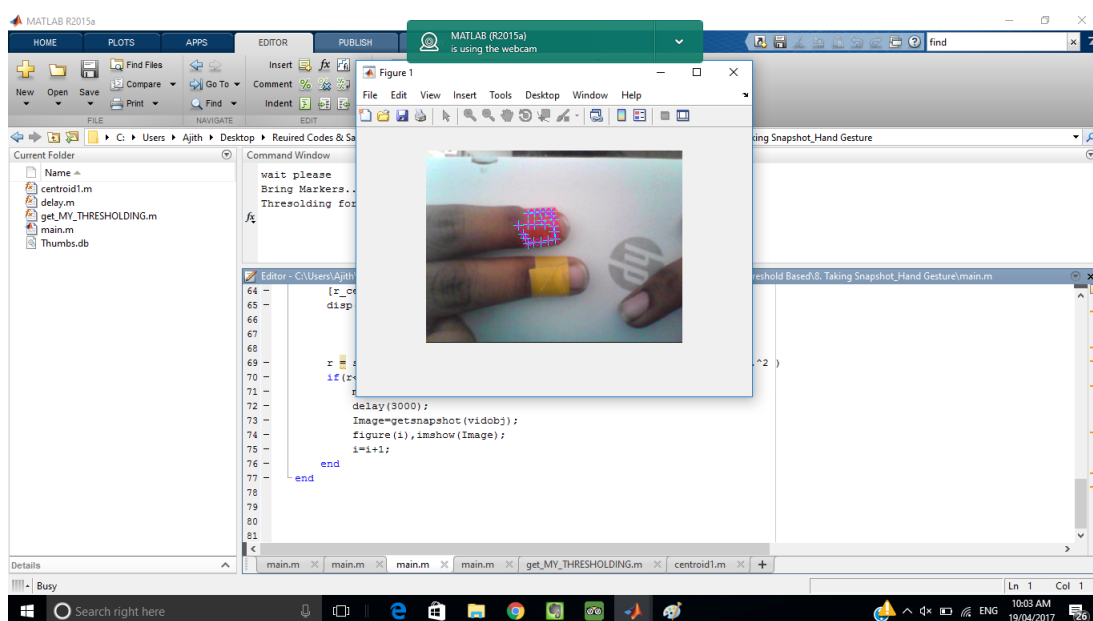 MATLAB R2015a
MATLAB (R2015a)
is using the webcam
HOME PLOTS APPS EDITOR PUBLISH
find
New Open Save
Find Files
Compare
Print
Go To
Find
Insert
Comment
Indent
FILE NAVIGATE EDIT
C: Users Ajith Desktop Reuired Codes & Sa
king Snapshot_Hand Gesture
Current Folder
Name
centroid1.m
delay.m
get_MY_THRESHOLDING.m
main.m
Thumbs.db
Details
Command Window
wait please
Bring Markers..
Thresolding for
fx
Figure 1
File Edit View Insert Tools Desktop Window Help
hp
Editor - C:\Users\Ajith\
reshold Based\8. Taking Snapshot_Hand Gesture\main.m
64 [r_ce
65 disp
66
67
68
69 r = s .^2 )
70 if(r<
71
72 delay(3000);
73 Image=getsnapshot(vidobj);
74 figure(i),imshow(Image);
75 i=i+1;
76 end
77 end
78
79
80
81
main.m main.m main.m main.m get_MY_THRESHOLDING.m centroid1.m
Busy
Ln 1 Col 1
Search right here
ENG
10:03 AM
19/04/2017
26